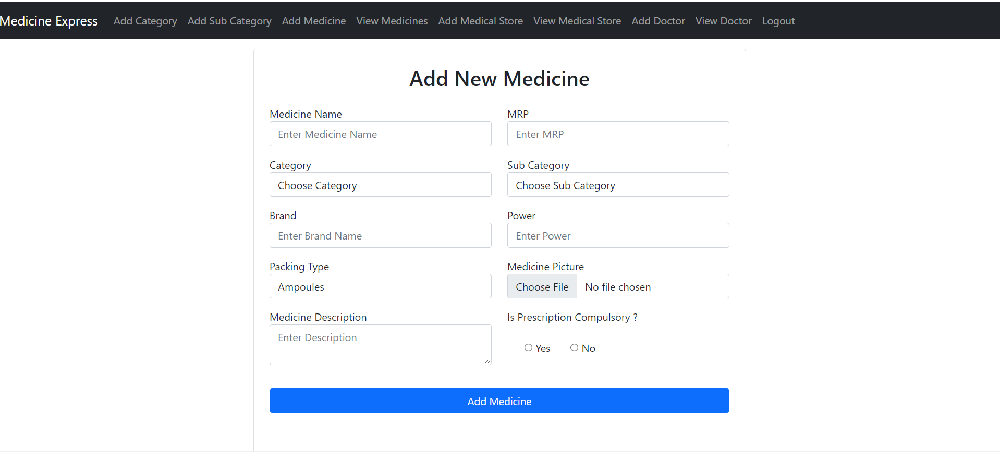 Medicine Express Add Category Add Sub Category Add Medicine View Medicines Add Medical Store View Medical Store Add Doctor View Doctor Logout
Add New Medicine
Medicine Name MRP
Enter Medicine Name Enter MRP
Category Sub Category
Choose Category Choose Sub Category
Brand Power
Enter Brand Name Enter Power
Packing Type Medicine Picture
Ampoules Choose File No file chosen
Medicine Description Is Prescription Compulsory ?
Enter Description
Yes No
Add Medicine